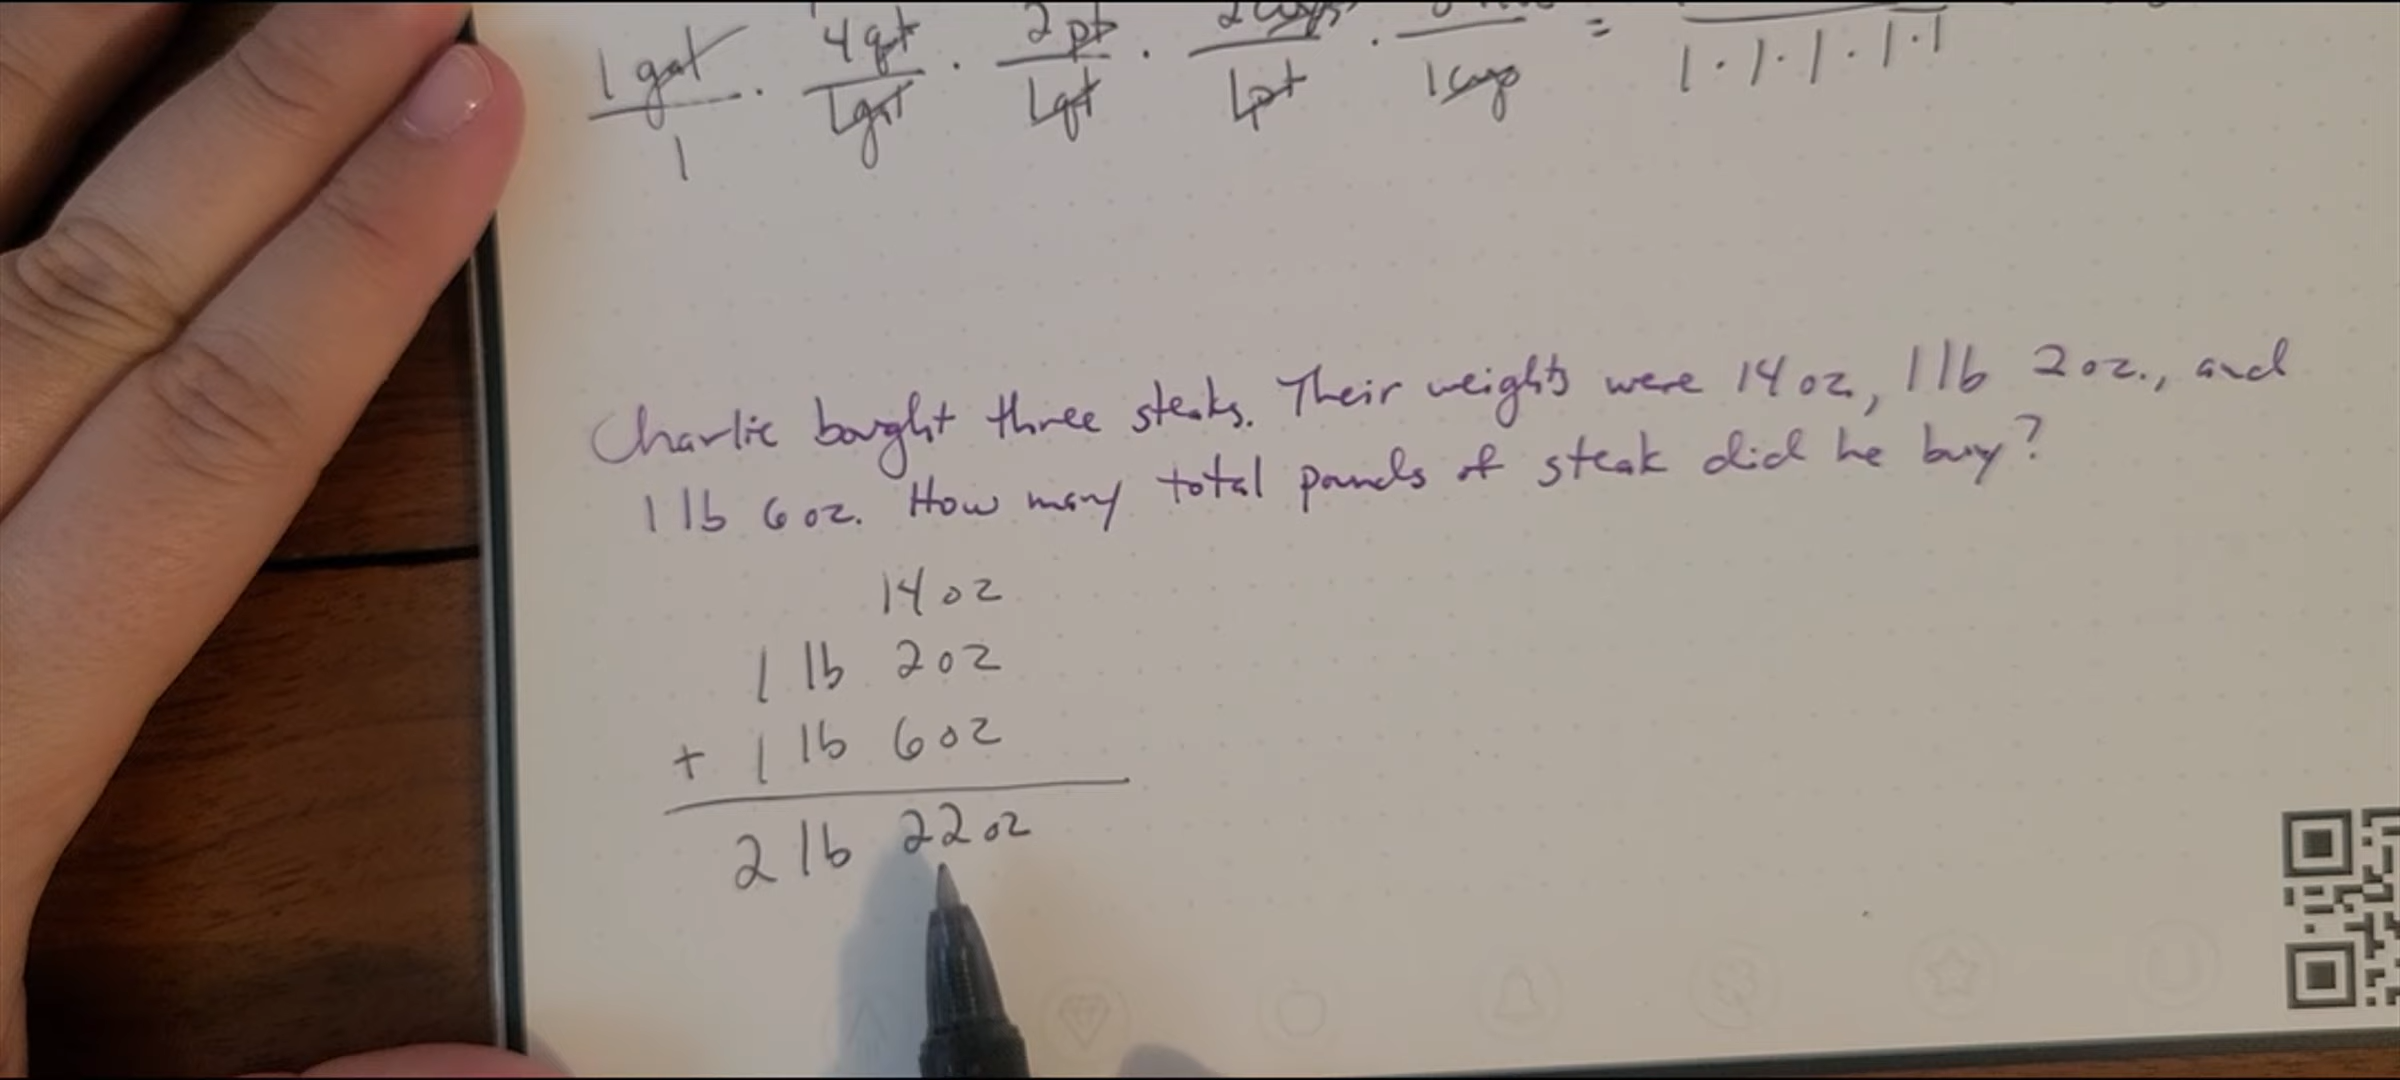 1 gal · 4 qt · 2 pt · 2 cups · =
1 1 gal 1 qt 1 pt 1 cup 1 · 1 · 1 · 1 · 1
Charlie bought three steaks. Their weights were 14 oz, 1 lb 2 oz., and
1 lb 6 oz. How many total pounds of steak did he buy?
14 oz
1 lb 2 oz
+ 1 lb 6 oz
2 lb 22 oz